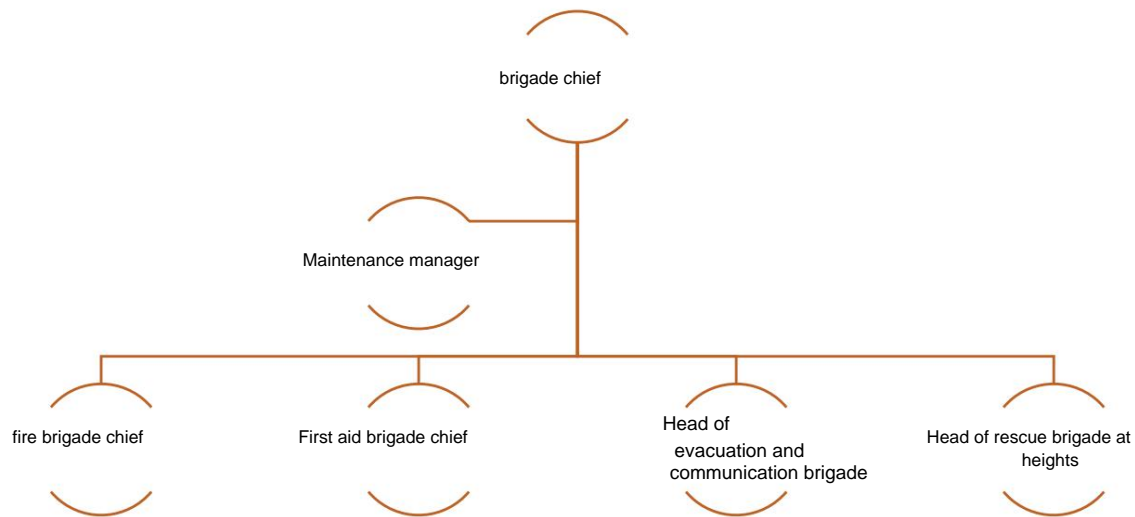 brigade chief
Maintenance manager
fire brigade chief
First aid brigade chief
Head of
evacuation and
communication brigade
Head of rescue brigade at
heights